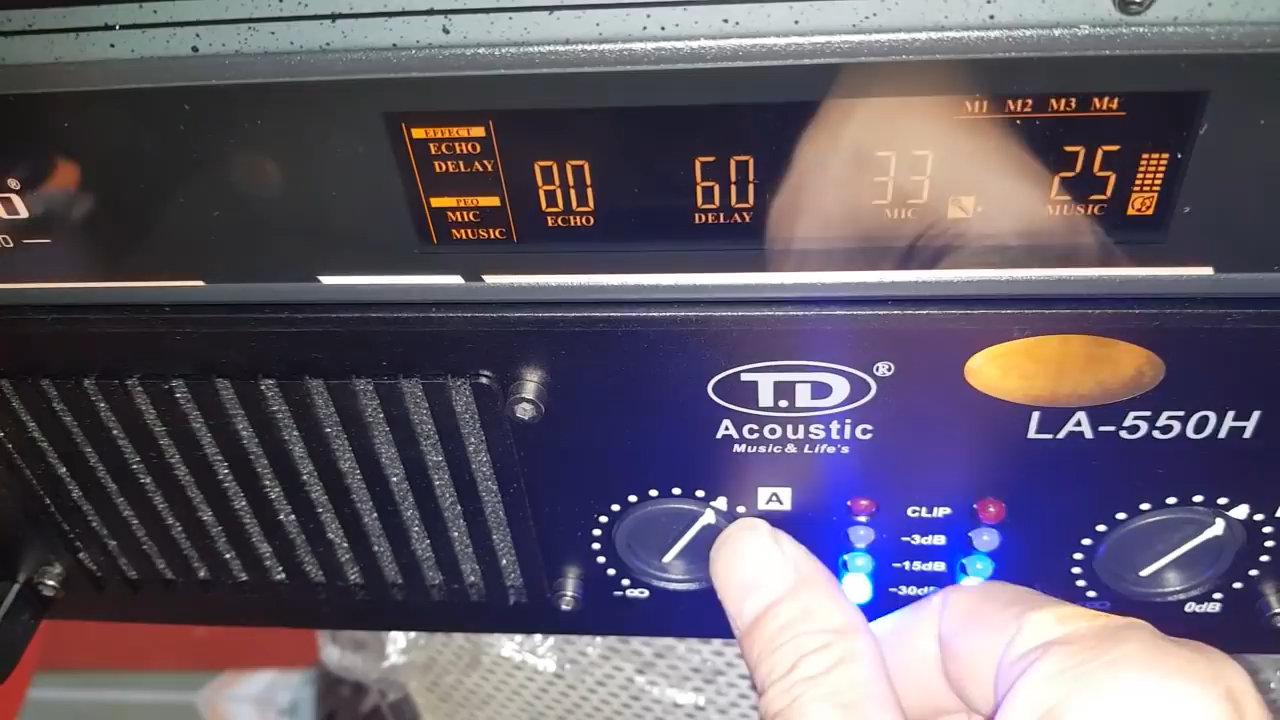 M1 M2 M3 M4
EFFECT
ECHO
DELAY
PEQ
MIC
MUSIC
80 60 33 25
ECHO DELAY MIC MUSIC
T.D®
Acoustic
Music & Life's
LA-550H
A
CLIP
-3dB
-15dB
-30dB
-∞
-∞
0dB